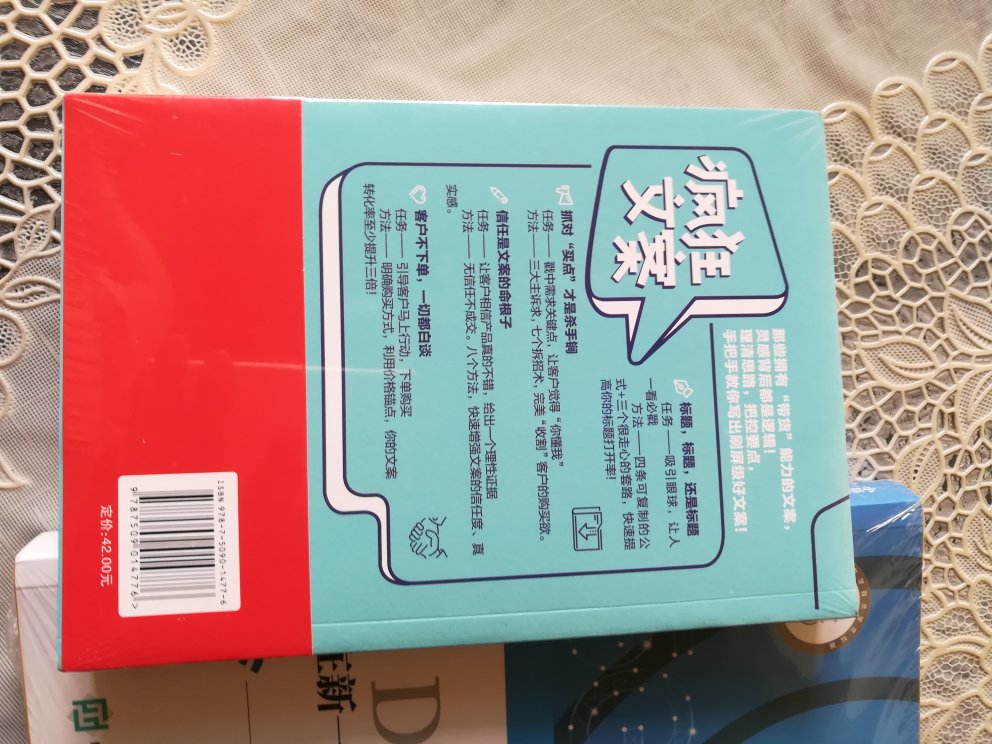 疯狂
文案
那些拥有“带货”能力的文案，
灵感背后都是逻辑！
理清思路，把控要点，
手把手教你写出刷屏级好文案！
标题，标题，还是标题
任务——吸引眼球，让人
一看必戳
方法——四条可复制的公
式+三个很走心的套路，快速提
高你的标题打开率！
抓对“买点”才是杀手锏
任务——戳中需求关键点，让客户觉得“你懂我”
方法——三大主诉求，七个拆招术，完美“收割”客户的购买欲。
信任是文案的命根子
任务——让客户相信产品真的不错，给出一个理性证据
方法——无信任不成交。八个方法，快速增强文案的信任度、真
实感。
客户不下单，一切都白谈
任务——引导客户马上行动，下单购买
方法——明确购买方式，利用价格锚点，你的文案
转化率至少提升三倍！
ISBN 978-7-5090-1477-6
9 787509 014776>
定价：42.00元
新
D